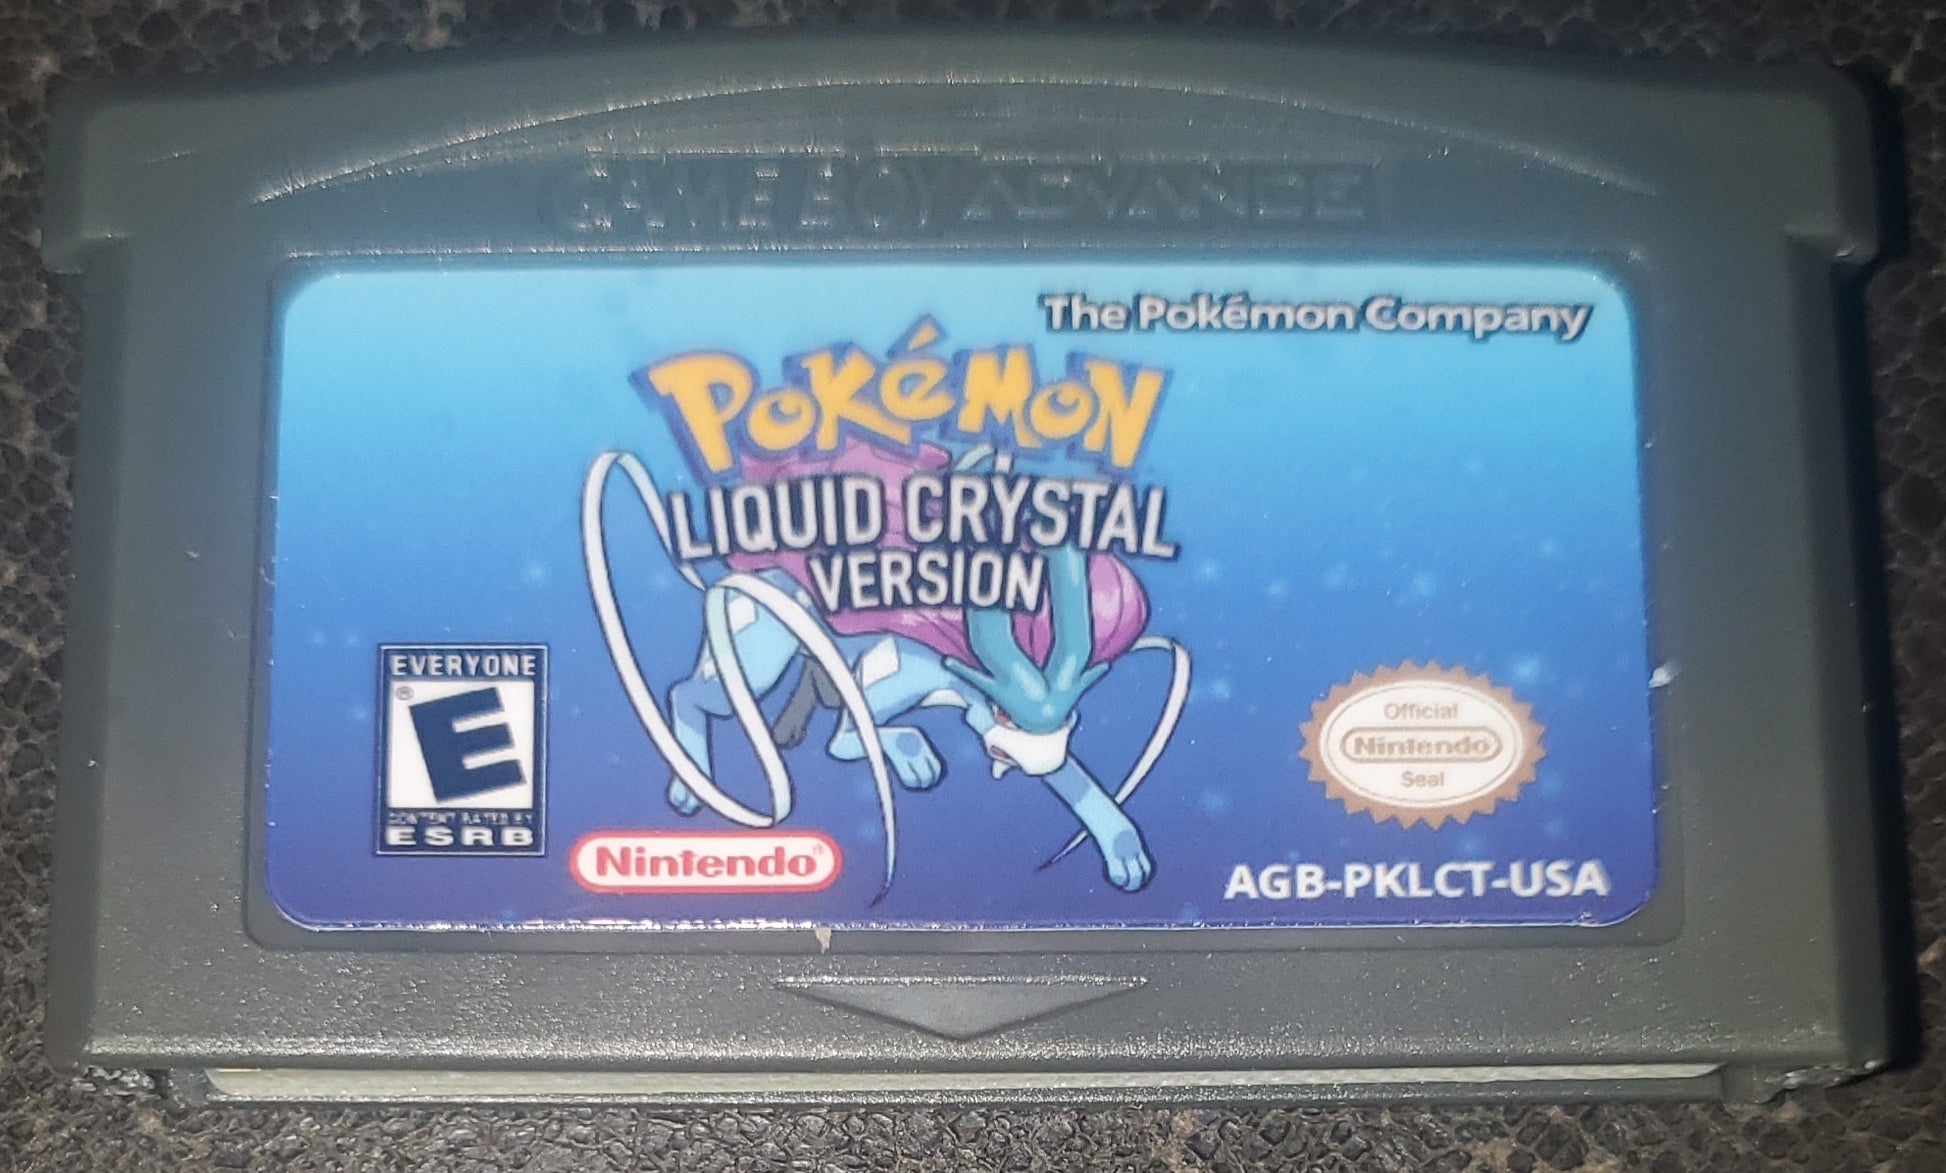 GAME BOY ADVANCE
The Pokémon Company
POKéMON
LIQUID CRYSTAL
VERSION
EVERYONE
®
E
CONTENT RATED BY
ESRB
Nintendo®
Official
Nintendo
Seal
AGB-PKLCT-USA